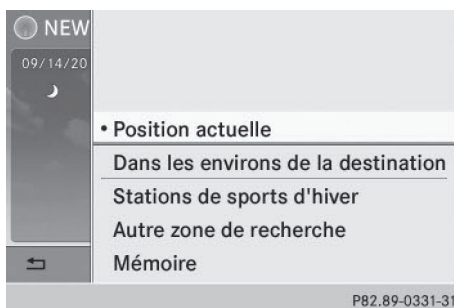 NEW
09/14/20
• Position actuelle
Dans les environs de la destination
Stations de sports d'hiver
Autre zone de recherche
Mémoire
P82.89-0331-31